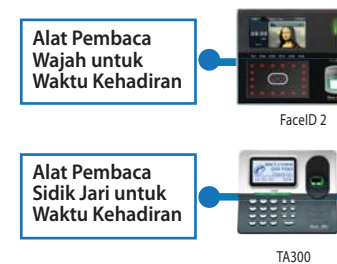 Alat Pembaca
Wajah untuk
Waktu Kehadiran
FaceID 2
Alat Pembaca
Sidik Jari untuk
Waktu Kehadiran
TA300